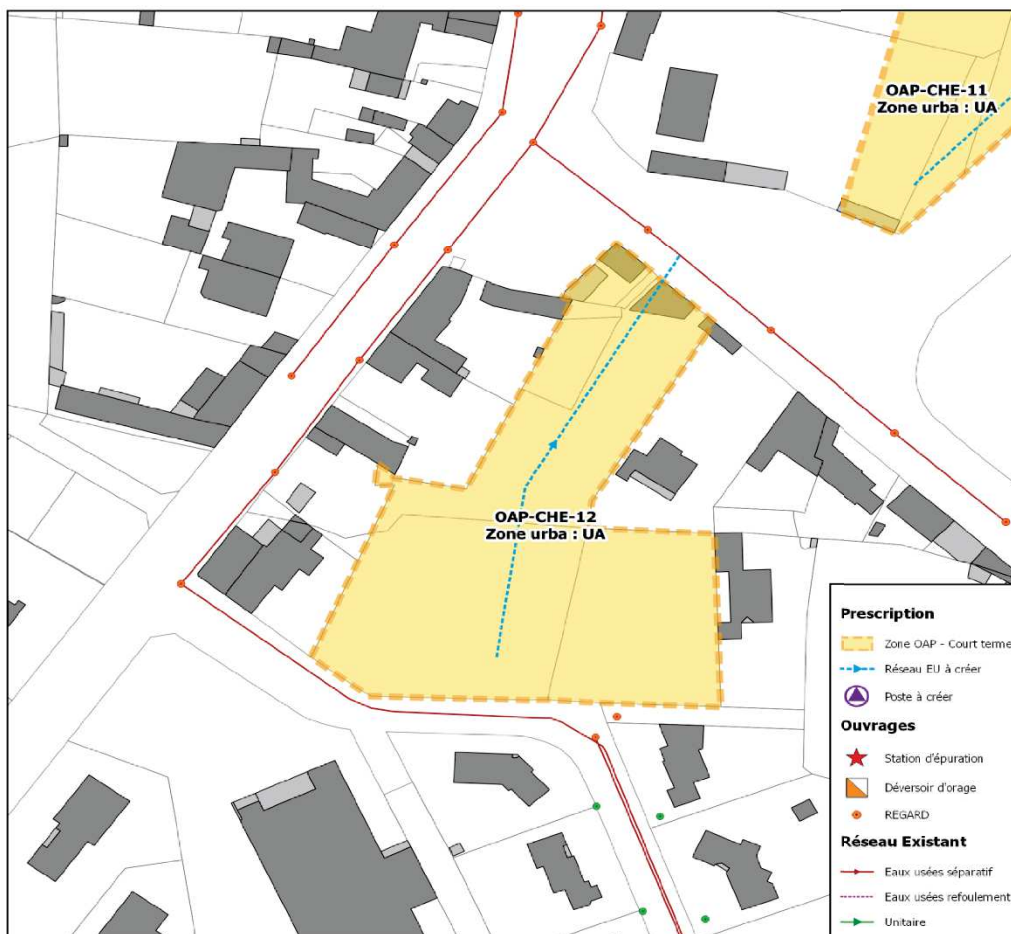 OAP-CHE-11
Zone urba : UA
OAP-CHE-12
Zone urba : UA
Prescription
Zone OAP - Court terme
Réseau EU à créer
Poste à créer
Ouvrages
Station d'épuration
Déversoir d'orage
REGARD
Réseau Existant
Eaux usées séparatif
Eaux usées refoulement
Unitaire